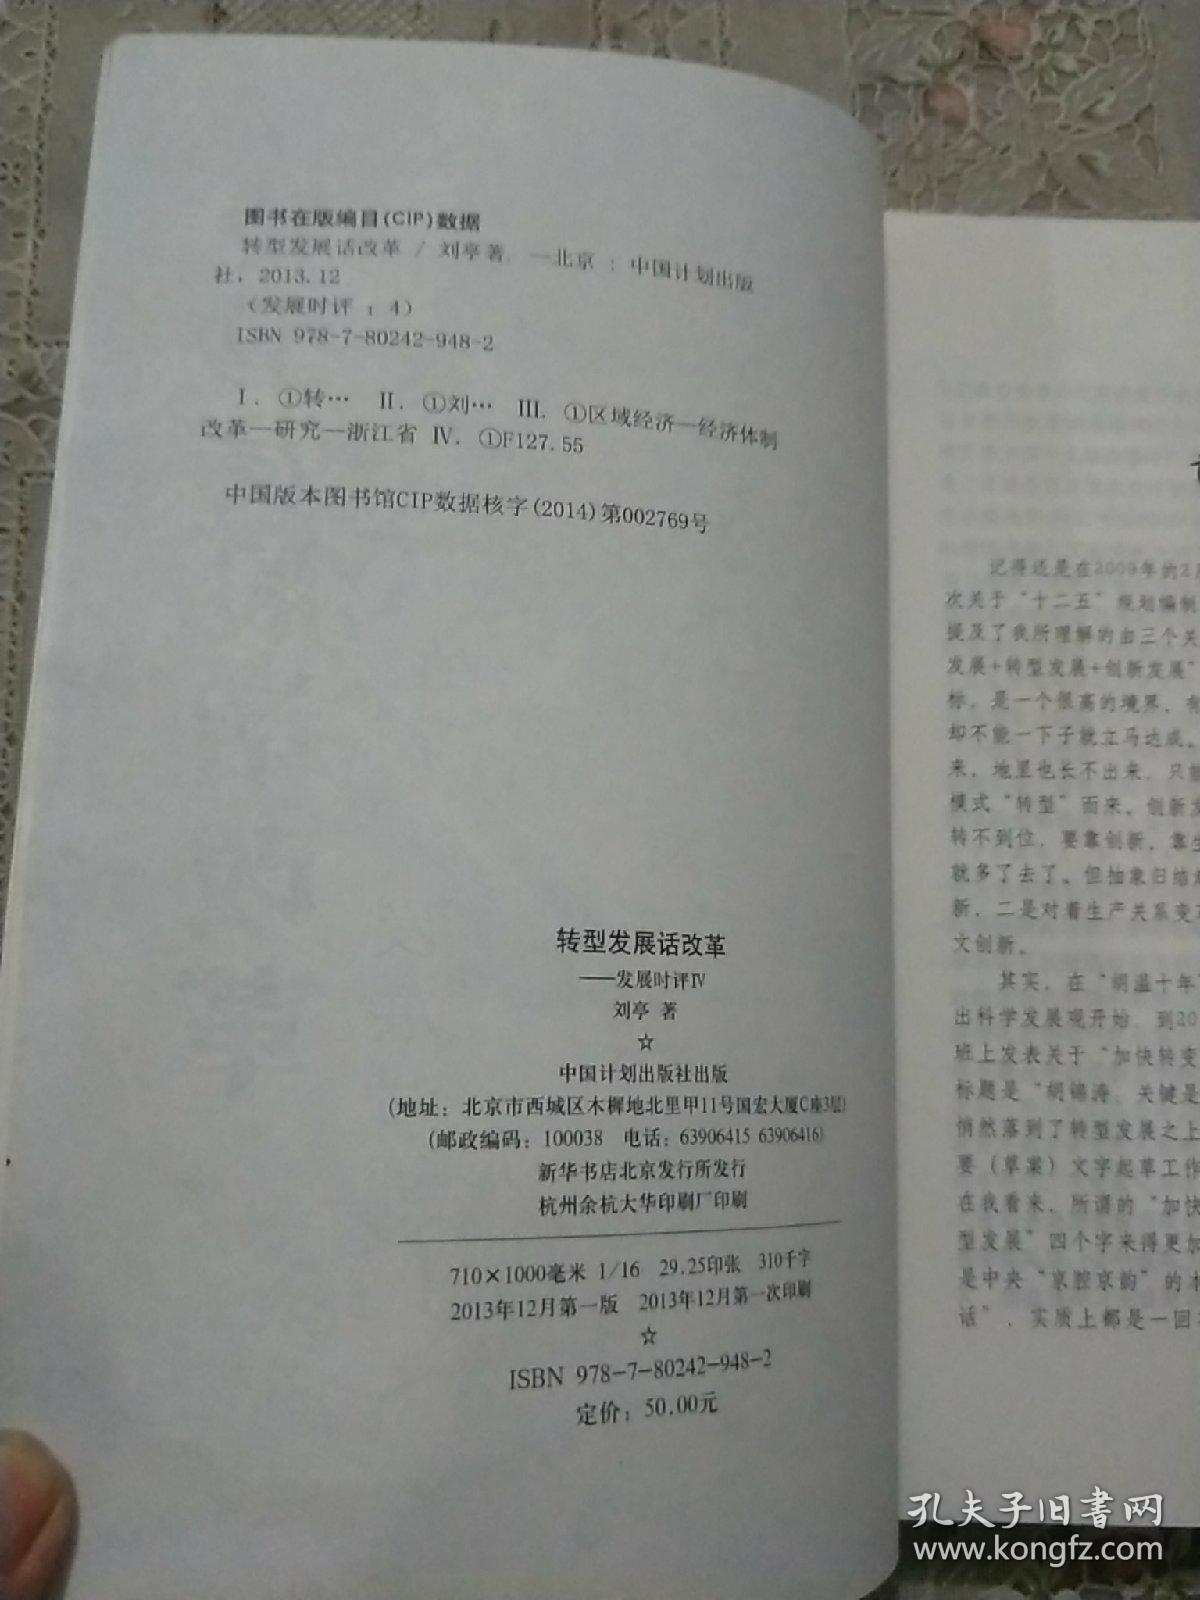 图书在版编目(CIP)数据
转型发展话改革 / 刘亭著. —北京 : 中国计划出版
社, 2013.12
(发展时评 ; 4)
ISBN 978-7-80242-948-2
Ⅰ. ①转… Ⅱ. ①刘… Ⅲ. ①区域经济—经济体制
改革—研究—浙江省 Ⅳ. ①F127.55
中国版本图书馆CIP数据核字(2014)第002769号
转型发展话改革
——发展时评Ⅳ
刘亭 著
☆
中国计划出版社出版
(地址: 北京市西城区木樨地北里甲11号国宏大厦C座3层)
(邮政编码: 100038 电话: 63906415 63906416)
新华书店北京发行所发行
杭州余杭大华印刷厂印刷
710×1000毫米 1/16 29.25印张 310千字
2013年12月第一版 2013年12月第一次印刷
☆
ISBN 978-7-80242-948-2
定价: 50.00元
记得还是在2009年的2月
次关于“十二五”规划编制
提及了我所理解的由三个关
发展+转型发展+创新发展”
标, 是一个很高的境界, 有
却不能一下子就立马达成。
来, 地里也长不出来, 只能
模式“转型”而来。创新发
转不到位, 要靠创新, 靠生
就多了去了。但抽象归结起
新, 二是对着生产关系变革
文创新。
其实, 在“胡温十年”
出科学发展观开始, 到20
班上发表关于“加快转变
标题是“胡锦涛, 关键是
悄然落到了转型发展之上
要(草案)文字起草工作
在我看来, 所谓的“加快
型发展”四个字来得更加
是中央“京腔京韵”的本
话”, 实质上都是一回
孔夫子旧书网
www.kongfz.com